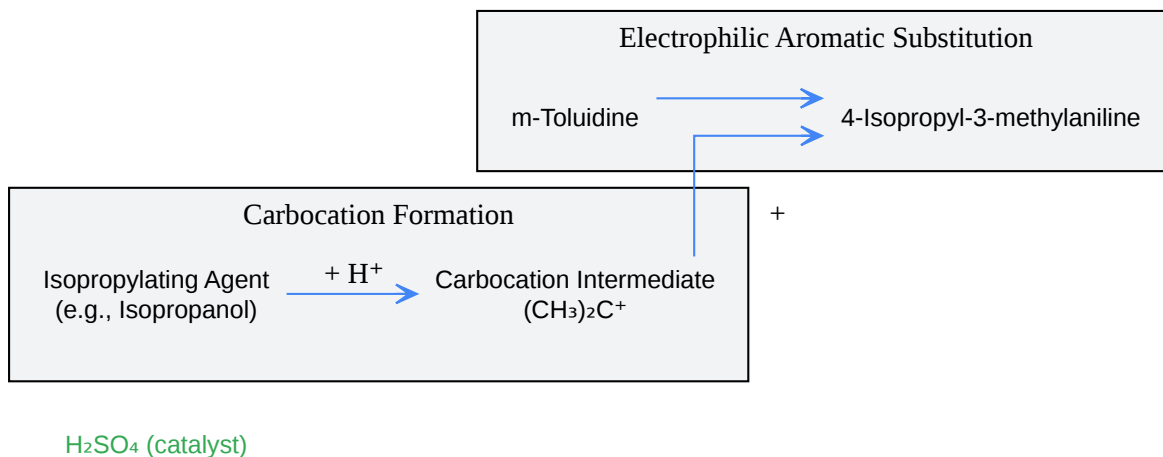 Electrophilic Aromatic Substitution
m-Toluidine
4-Isopropyl-3-methylaniline
Carbocation Formation
+
Isopropylating Agent
(e.g., Isopropanol)
+ H⁺
Carbocation Intermediate
(CH₃)₂C⁺
H₂SO₄ (catalyst)